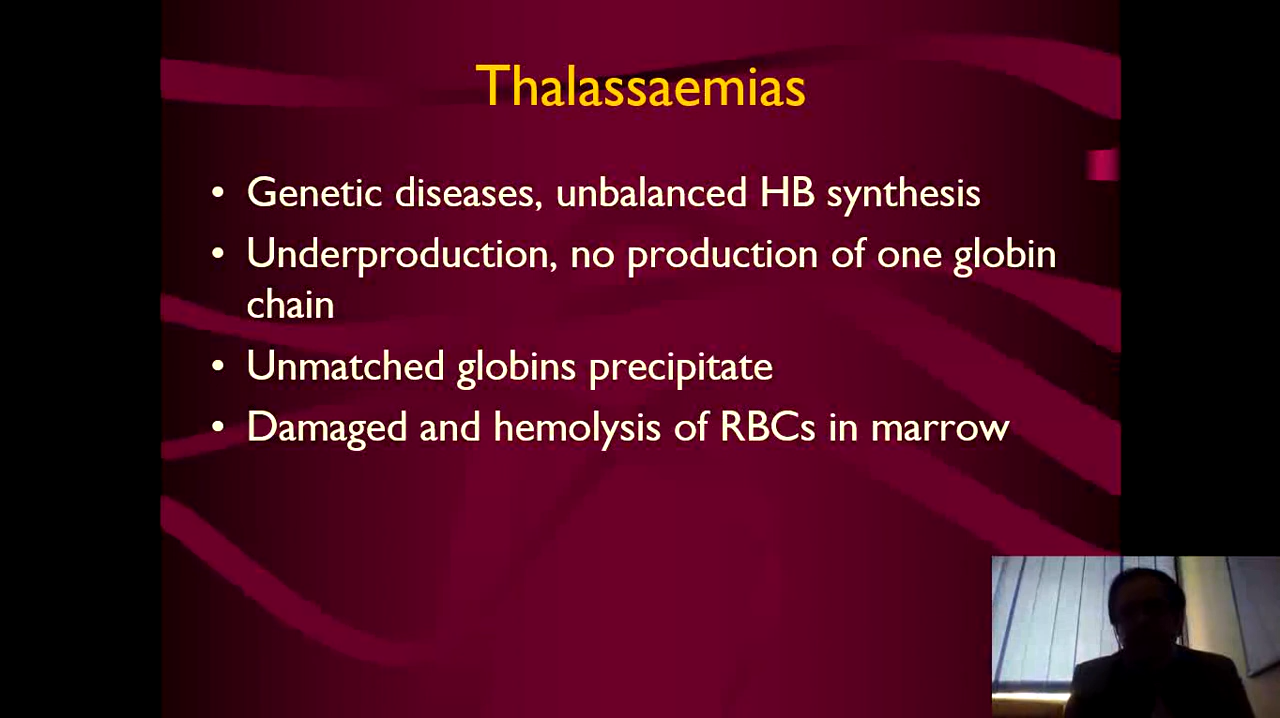 Thalassaemias
• Genetic diseases, unbalanced HB synthesis
• Underproduction, no production of one globin
chain
• Unmatched globins precipitate
• Damaged and hemolysis of RBCs in marrow